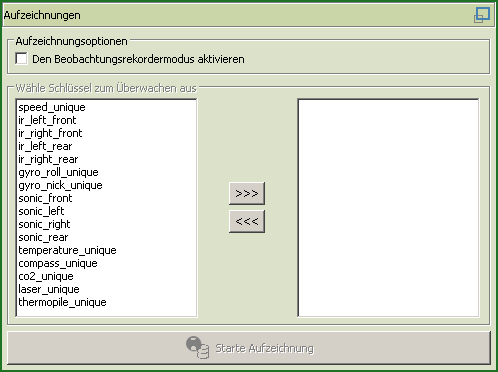 Aufzeichnungen
Aufzeichnungsoptionen
Den Beobachtungsrekordermodus aktivieren
Wähle Schlüssel zum Überwachen aus
speed_unique
ir_left_front
ir_right_front
ir_left_rear
ir_right_rear
gyro_roll_unique
gyro_nick_unique
sonic_front
sonic_left
sonic_right
sonic_rear
temperature_unique
compass_unique
co2_unique
laser_unique
thermopile_unique
>>>
<<<
Starte Aufzeichnung